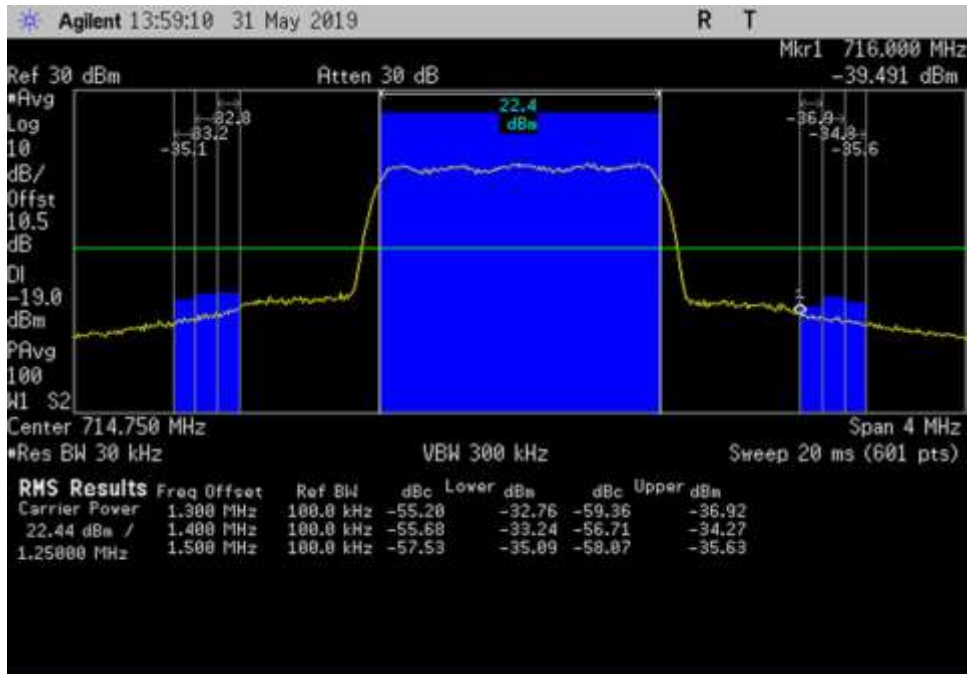 Agilent 13:59:10 31 May 2019 R T
Mkr1 716.000 MHz
Ref 30 dBm Atten 30 dB -39.491 dBm
*Avg
Log
10
dB/
Offst
10.5
dB
DI
-19.0
dBm
PAvg
100
W1 S2
22.4
dBm
-32.8
-33.2
-35.1
-36.9
-34.3
-35.6
1
Center 714.750 MHz Span 4 MHz
*Res BW 30 kHz VBW 300 kHz Sweep 20 ms (601 pts)
RMS Results Freq Offset Ref BW dBc Lower dBm dBc Upper dBm
Carrier Power 1.300 MHz 100.0 kHz -55.20 -32.76 -59.36 -36.92
22.44 dBm / 1.400 MHz 100.0 kHz -55.68 -33.24 -56.71 -34.27
1.25000 MHz 1.500 MHz 100.0 kHz -57.53 -35.09 -58.07 -35.63